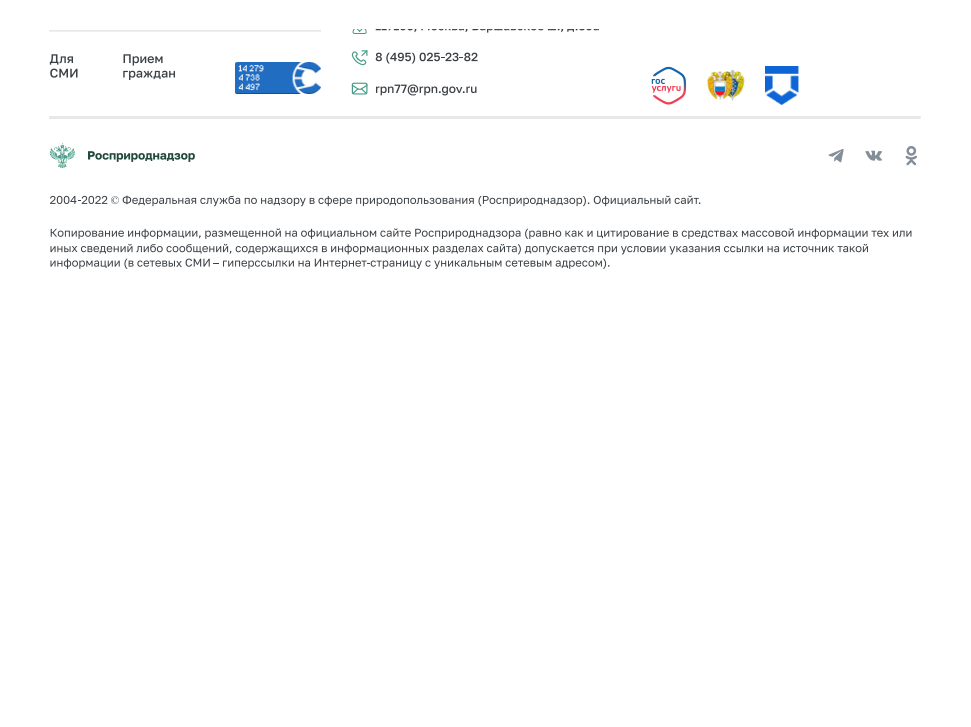 Для
СМИ
Прием
граждан
14 279
4 738
4 497
8 (495) 025-23-82
rpn77@rpn.gov.ru
гос
услуги
Росприроднадзор
2004-2022 © Федеральная служба по надзору в сфере природопользования (Росприроднадзор). Официальный сайт.
Копирование информации, размещенной на официальном сайте Росприроднадзора (равно как и цитирование в средствах массовой информации тех или
иных сведений либо сообщений, содержащихся в информационных разделах сайта) допускается при условии указания ссылки на источник такой
информации (в сетевых СМИ – гиперссылки на Интернет-страницу с уникальным сетевым адресом).